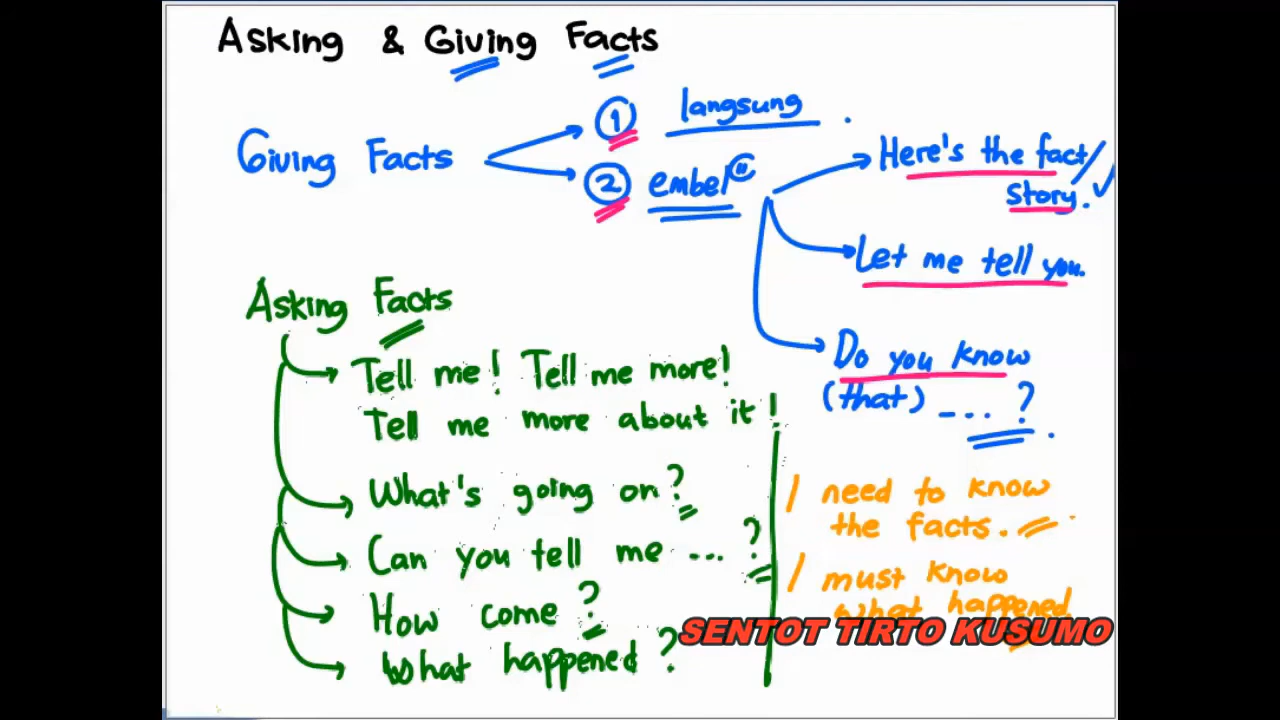 Asking & Giving Facts
Giving Facts
1 langsung.
2 embel"
Here's the fact/
story.
Let me tell you.
Do you know
(that) .... ?
Asking Facts
Tell me! Tell me more!
Tell me more about it!
What's going on?
Can you tell me ... ?
How come?
What happened?
I need to know
the facts.
I must know
what happened
SENTOT TIRTO KUSUMO